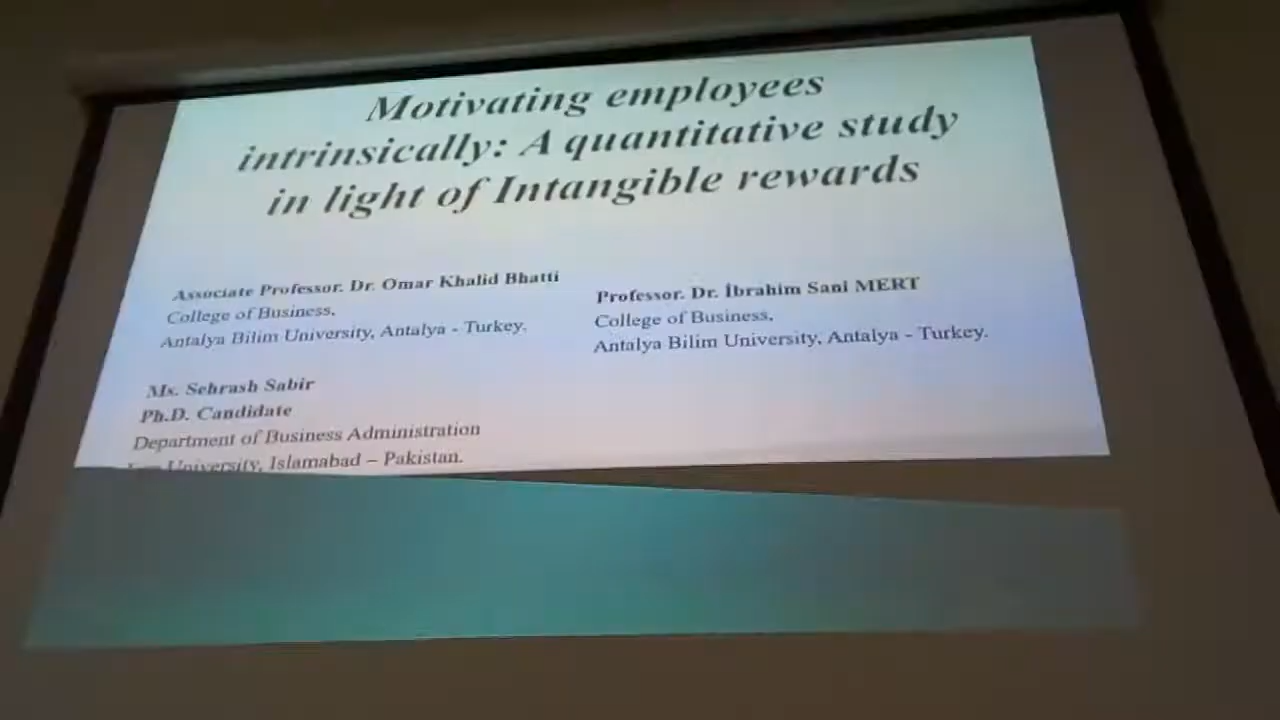 Motivating employees
intrinsically: A quantitative study
in light of Intangible rewards
Associate Professor. Dr. Omar Khalid Bhatti
College of Business,
Antalya Bilim University, Antalya - Turkey.
Professor. Dr. İbrahim Sani MERT
College of Business,
Antalya Bilim University, Antalya - Turkey.
Ms. Sehrash Sabir
Ph.D. Candidate
Department of Business Administration
University, Islamabad – Pakistan.